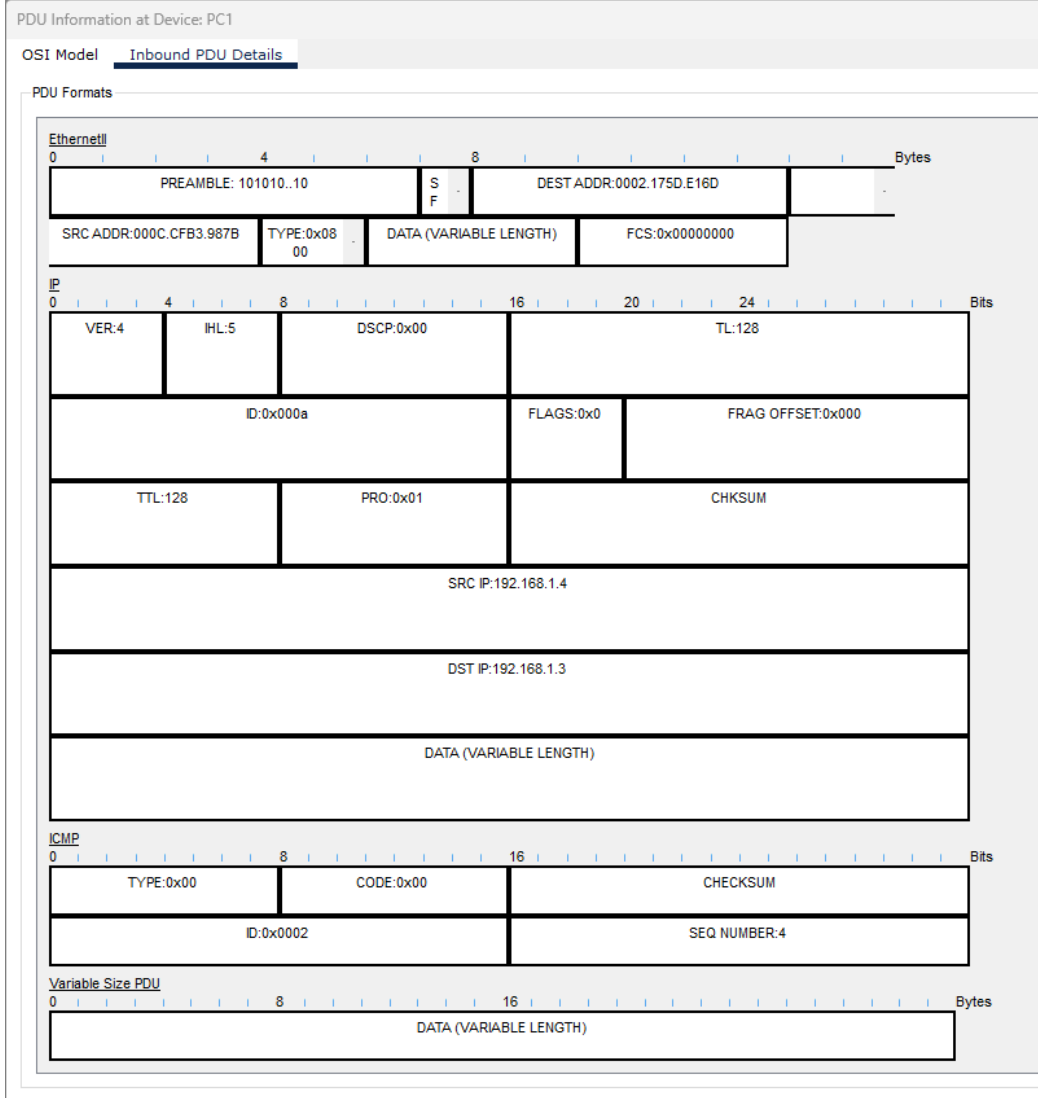 PDU Information at Device: PC1
OSI Model Inbound PDU Details
PDU Formats
EthernetII
0 4 8 Bytes
PREAMBLE: 101010..10 S F . DEST ADDR:0002.175D.E16D .
SRC ADDR:000C.CFB3.987B TYPE:0x08 00 . DATA (VARIABLE LENGTH) FCS:0x00000000
IP
0 4 8 16 20 24 Bits
VER:4 IHL:5 DSCP:0x00 TL:128
ID:0x000a FLAGS:0x0 FRAG OFFSET:0x000
TTL:128 PRO:0x01 CHKSUM
SRC IP:192.168.1.4
DST IP:192.168.1.3
DATA (VARIABLE LENGTH)
ICMP
0 8 16 Bits
TYPE:0x00 CODE:0x00 CHECKSUM
ID:0x0002 SEQ NUMBER:4
Variable Size PDU
0 8 16 Bytes
DATA (VARIABLE LENGTH)